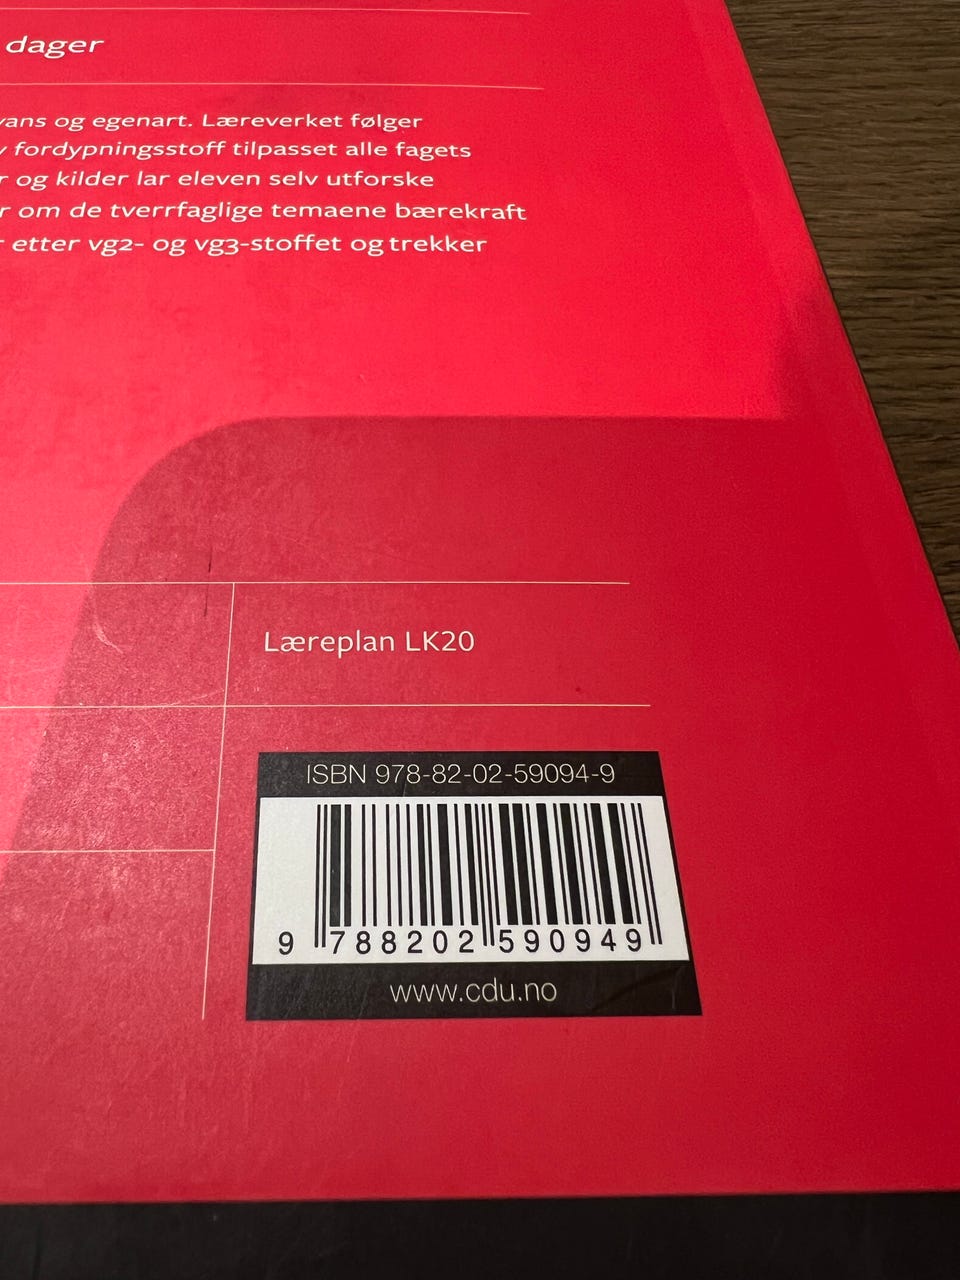 dager
og egenart. Læreverket følger
fordypningsstoff tilpasset alle fagets
og kilder lar eleven selv utforske
om de tverrfaglige temaene bærekraft
etter vg2- og vg3-stoffet og trekker
Læreplan LK20
ISBN 978-82-02-59094-9
9 788202 590949
www.cdu.no